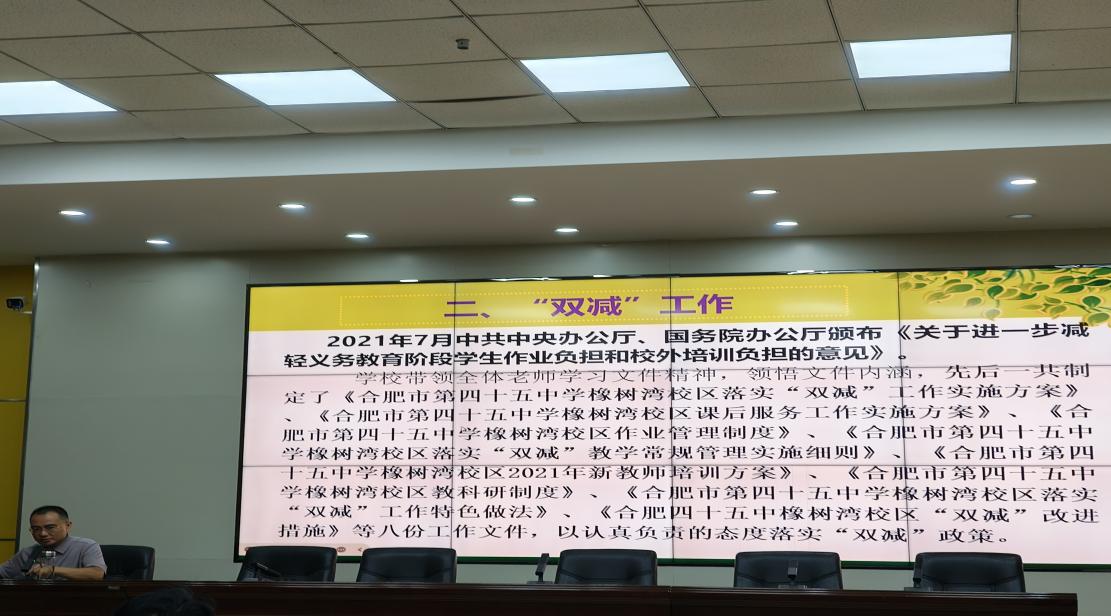 二、“双减”工作
2021年7月中共中央办公厅、国务院办公厅颁布《关于进一步减
轻义务教育阶段学生作业负担和校外培训负担的意见》。
学校带领全体老师学习文件精神，领悟文件内涵，先后一共制
定了《合肥市第四十五中学橡树湾校区落实“双减”工作实施方案》
、《合肥市第四十五中学橡树湾校区课后服务工作实施方案》、《合
肥市第四十五中学橡树湾校区作业管理制度》、《合肥市第四十五中
学橡树湾校区落实“双减”教学常规管理实施细则》、《合肥市第四
十五中学橡树湾校区2021年新教师培训方案》、《合肥市第四十五中
学橡树湾校区教科研制度》、《合肥市第四十五中学橡树湾校区落实
“双减”工作特色做法》、《合肥四十五中橡树湾校区“双减”改进
措施》等八份工作文件，以认真负责的态度落实“双减”政策。